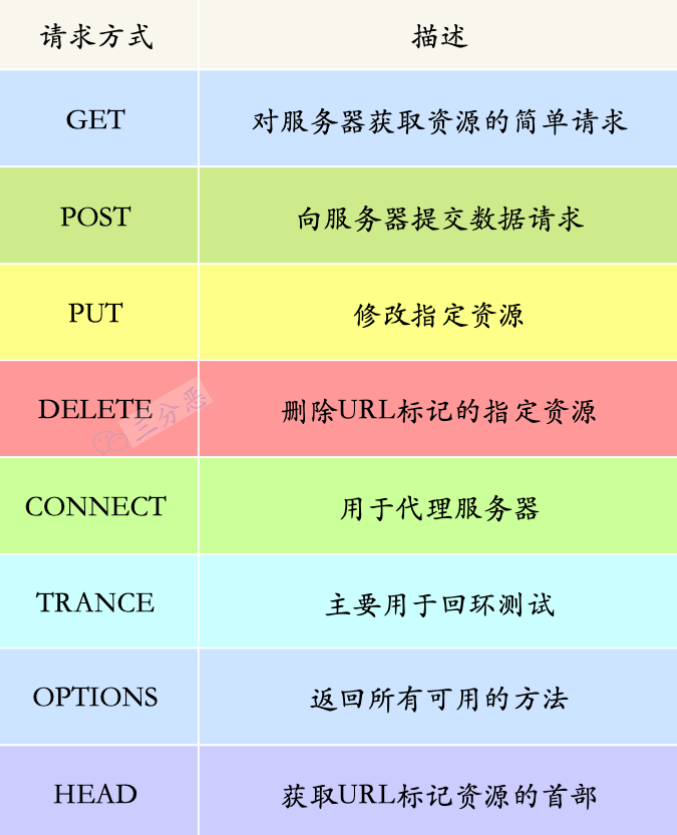 请求方式 描述
GET 对服务器获取资源的简单请求
POST 向服务器提交数据请求
PUT 修改指定资源
DELETE 删除URL标记的指定资源
三分恶
CONNECT 用于代理服务器
TRANCE 主要用于回环测试
OPTIONS 返回所有可用的方法
HEAD 获取URL标记资源的首部